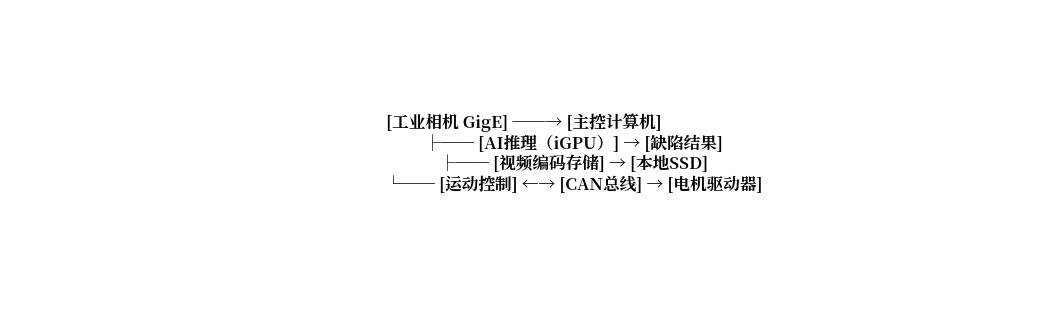 [工业相机 GigE] ───→ [主控计算机]
├── [AI推理（iGPU）] → [缺陷结果]
├── [视频编码存储] → [本地SSD]
└── [运动控制] ←→ [CAN总线] → [电机驱动器]